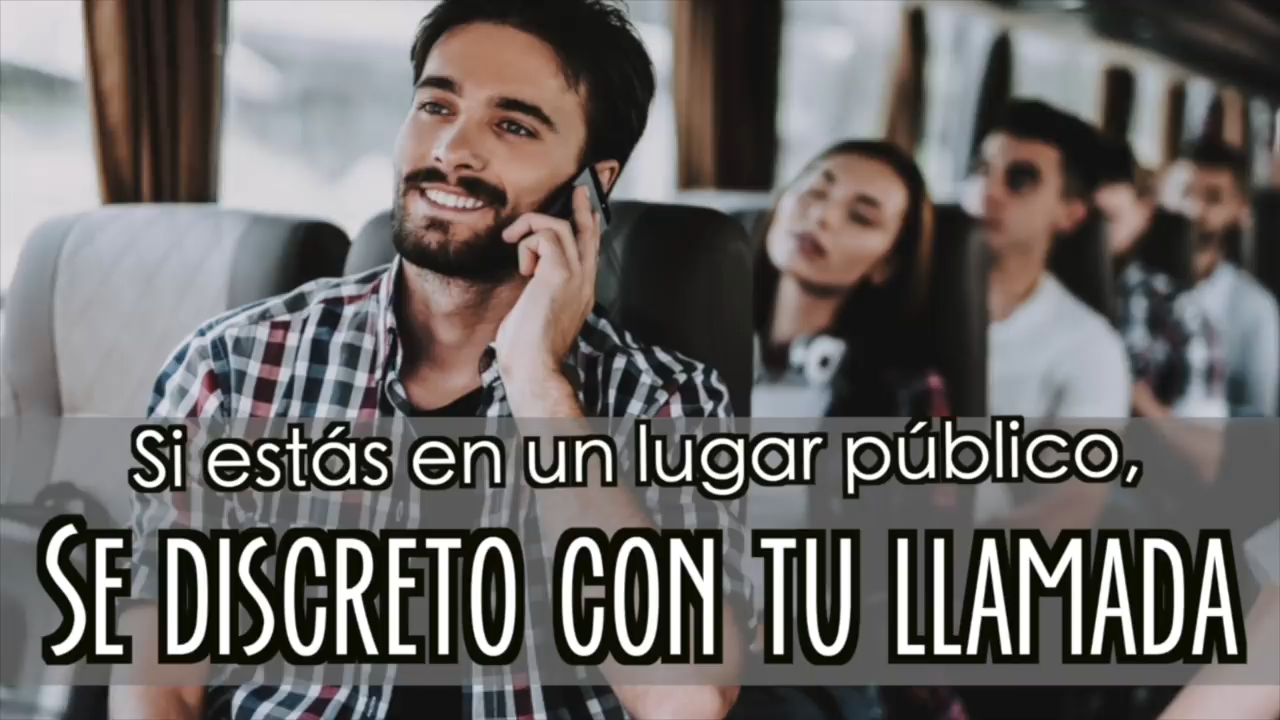 Si estás en un lugar público,
SE DISCRETO CON TU LLAMADA